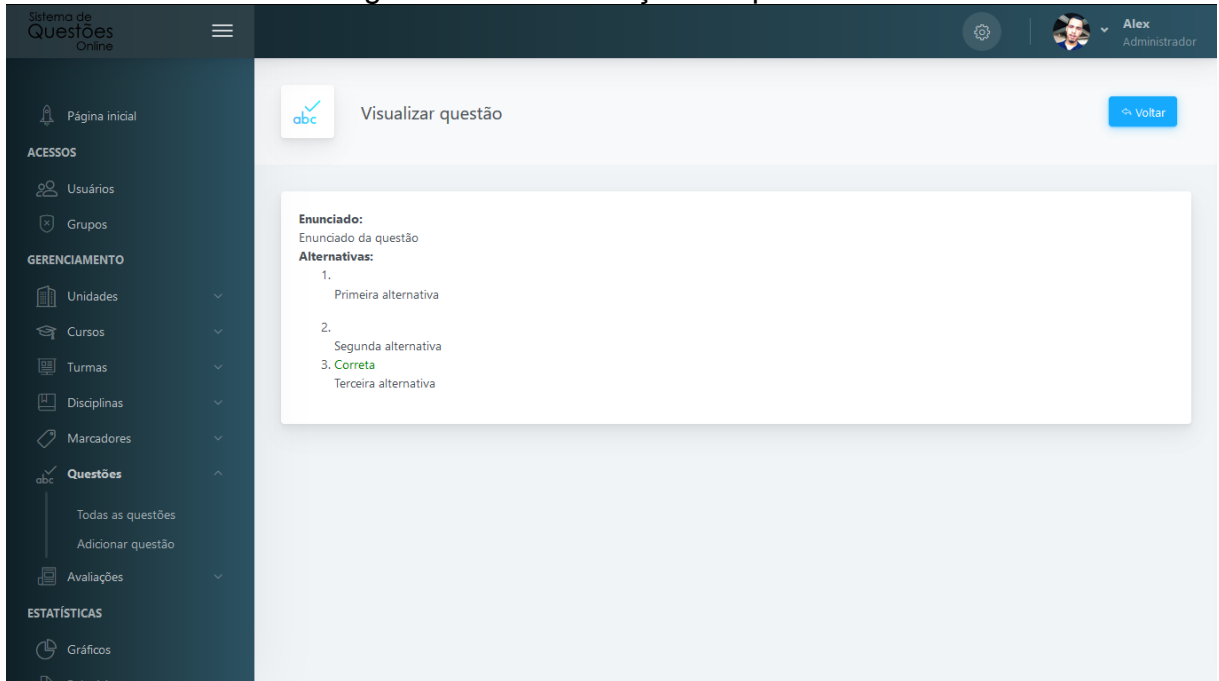 Sistema de
Questões
Online
Alex
Administrador
Página inicial
ACESSOS
Usuários
Grupos
GERENCIAMENTO
Unidades
Cursos
Turmas
Disciplinas
Marcadores
abc
Questões
Todas as questões
Adicionar questão
Avaliações
ESTATÍSTICAS
Gráficos
abc
Visualizar questão
Voltar
Enunciado:
Enunciado da questão
Alternativas:
1.
Primeira alternativa
2.
Segunda alternativa
3. Correta
Terceira alternativa